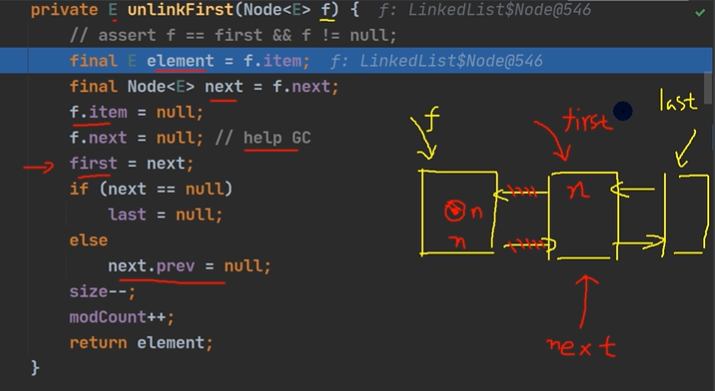 private E unlinkFirst(Node<E> f) {  f: LinkedList$Node@546
// assert f == first && f != null;
final E element = f.item;  f: LinkedList$Node@546
final Node<E> next = f.next;
f.item = null;
f.next = null; // help GC
first = next;
if (next == null)
last = null;
else
next.prev = null;
size--;
modCount++;
return element;
}
f
first
last
n
n
n
next